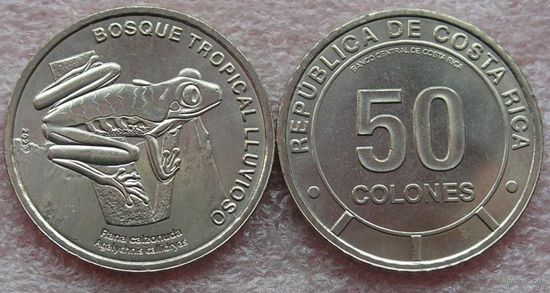 BOSQUE TROPICAL LLUVIOSO
Rana calzonuda
Agalychnis callidryas
REPUBLICA DE COSTA RICA
BANCO CENTRAL DE COSTA RICA
50
COLONES